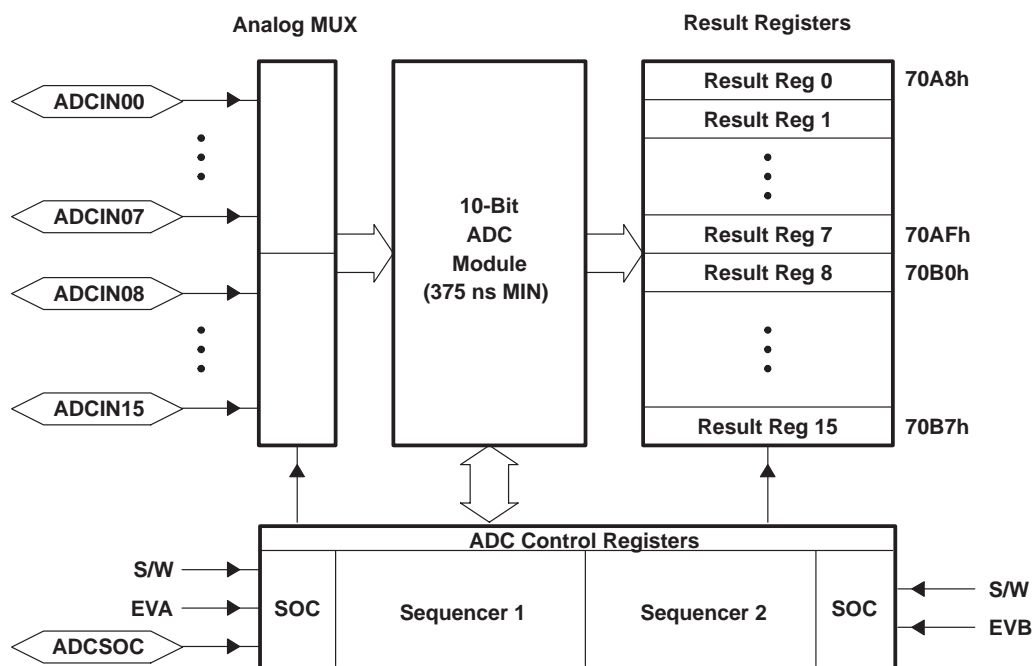 Analog MUX
Result Registers
ADCIN00
ADCIN07
ADCIN08
ADCIN15
10-Bit
ADC
Module
(375 ns MIN)
Result Reg 0
70A8h
Result Reg 1
Result Reg 7
70AFh
Result Reg 8
70B0h
Result Reg 15
70B7h
ADC Control Registers
S/W
EVA
ADCSOC
SOC
Sequencer 1
Sequencer 2
SOC
S/W
EVB